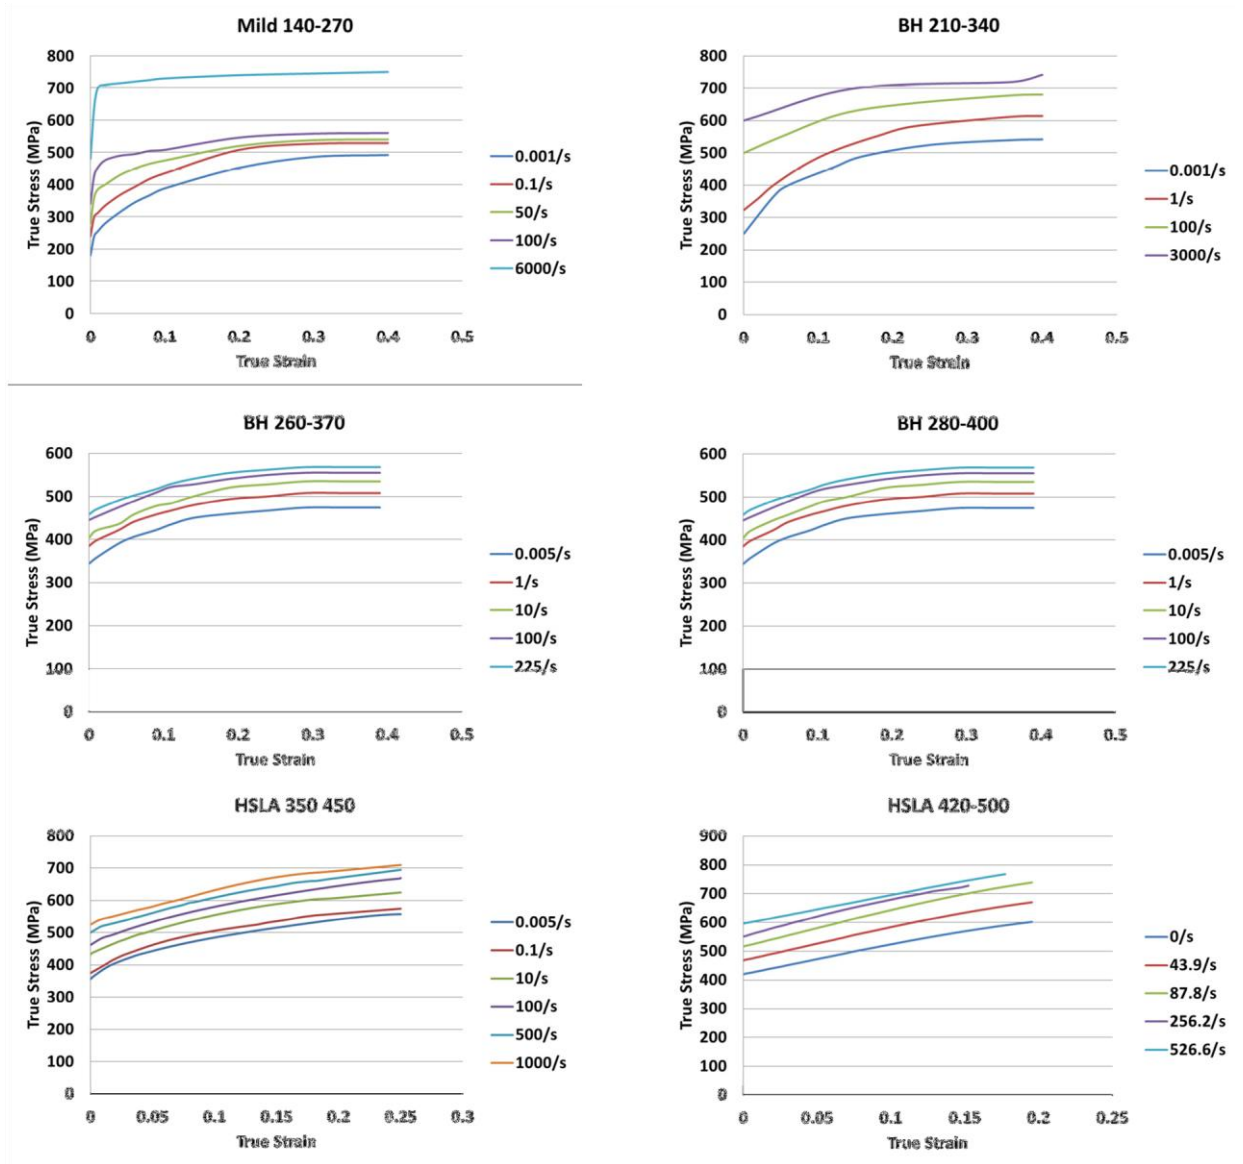 Mild 140-270
True Stress (MPa)
800
700
600
500
400
300
200
100
0
0 0.1 0.2 0.3 0.4 0.5
True Strain
0.001/s
0.1/s
50/s
100/s
6000/s
BH 210-340
True Stress (MPa)
800
700
600
500
400
300
200
100
0
0 0.1 0.2 0.3 0.4 0.5
True Strain
0.001/s
1/s
100/s
3000/s
BH 260-370
True Stress (MPa)
600
500
400
300
200
100
0
0 0.1 0.2 0.3 0.4 0.5
True Strain
0.005/s
1/s
10/s
100/s
225/s
BH 280-400
True Stress (MPa)
600
500
400
300
200
100
0
0 0.1 0.2 0.3 0.4 0.5
True Strain
0.005/s
1/s
10/s
100/s
225/s
HSLA 350 450
True Stress (MPa)
800
700
600
500
400
300
200
100
0
0 0.05 0.1 0.15 0.2 0.25 0.3
True Strain
0.005/s
0.1/s
10/s
100/s
500/s
1000/s
HSLA 420-500
True Stress (MPa)
900
800
700
600
500
400
300
200
100
0
0 0.05 0.1 0.15 0.2 0.25
True Strain
0/s
43.9/s
87.8/s
256.2/s
526.6/s